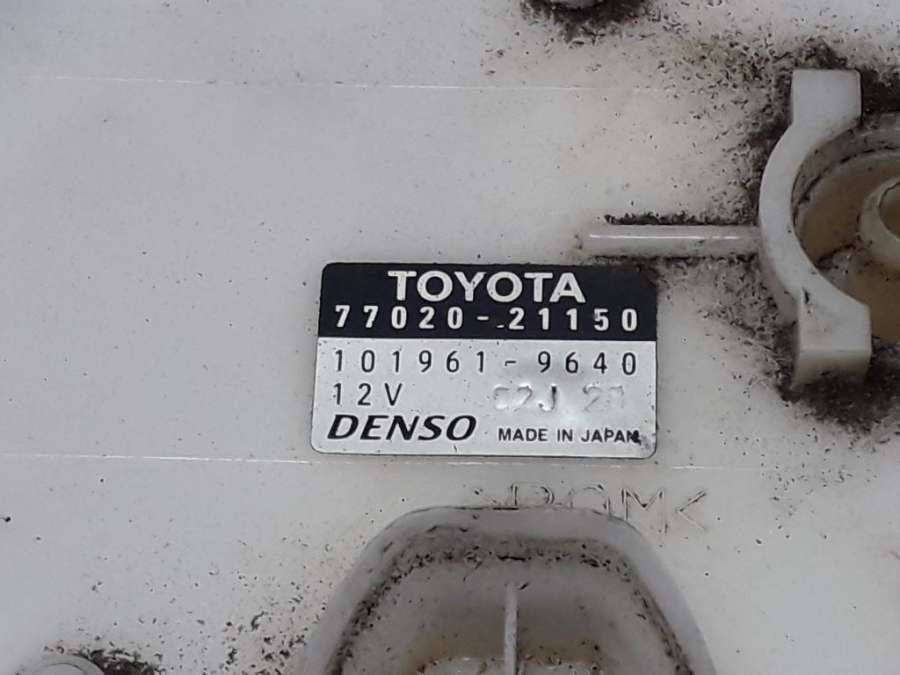 TOYOTA
77020-21150
101961-9640
12V
DENSO MADE IN JAPAN